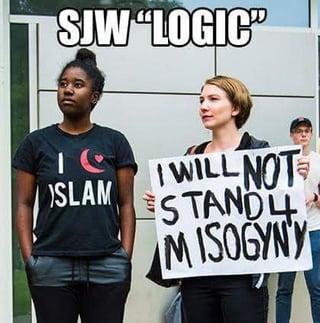 SJW “LOGIC”
I ☪
ISLAM
I WILL NOT
STAND 4
MISOGYNY